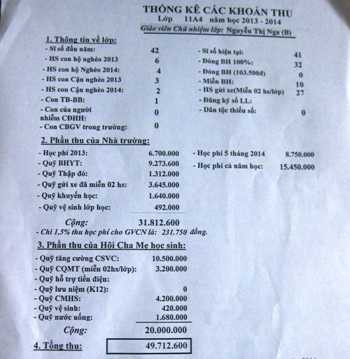 THỐNG KÊ CÁC KHOẢN THU
Lớp 11A4 năm học 2013 - 2014
Giáo viên Chủ nhiệm lớp: Nguyễn Thị Nga (B)
1. Thông tin về lớp:
- Sĩ số đầu năm: 42 - Sĩ số hiện tại: 41
- HS con hộ nghèo 2013 6 - Đóng BH 100%: 32
- HS con hộ nghèo 2014: 4 - Đóng BH (103.500đ) 0
- HS con Cận nghèo 2013 3 - Miễn BH: 10
- HS con Cận nghèo 2014: 2 - HS gửi xe(Miễn 02 hs/lớp) 27
- Con TB-BB: 1 - Đăng ký sổ LL:
- Con của người nhiễm CĐHH: 0 - Dân tộc thiểu số: 0
- Con CBGV trong trường: 0
2. Phần thu của Nhà trường:
- Học phí 2013: 6.700.000 - Học phí 5 tháng 2014 8.750.000
- Quỹ BHYT: 9.273.600 - Học phí cả năm học: 15.450.000
- Quỹ Thập đỏ: 1.312.000
- Quỹ gửi xe đã miễn 02 hs: 3.645.000
- Quỹ khuyến học: 1.640.000
- Quỹ vệ sinh lớp học: 492.000
Cộng: 31.812.600
- Chi 1,5% thu học phí cho GVCN là: 231.750 đồng.
3. Phần thu của Hội Cha Mẹ học sinh:
- Quỹ tăng cường CSVC: 10.500.000
- Quỹ CQMT (miễn 02hs/lớp): 3.200.000
- Quỹ hỗ trợ tiền điện:
- Quỹ lưu niệm (K12): 0
- Quỹ CMHS: 4.200.000
- Quỹ vệ sinh: 420.000
- Quỹ nước uống: 1.680.000
Cộng: 20.000.000
4. Tổng thu: 49.712.600